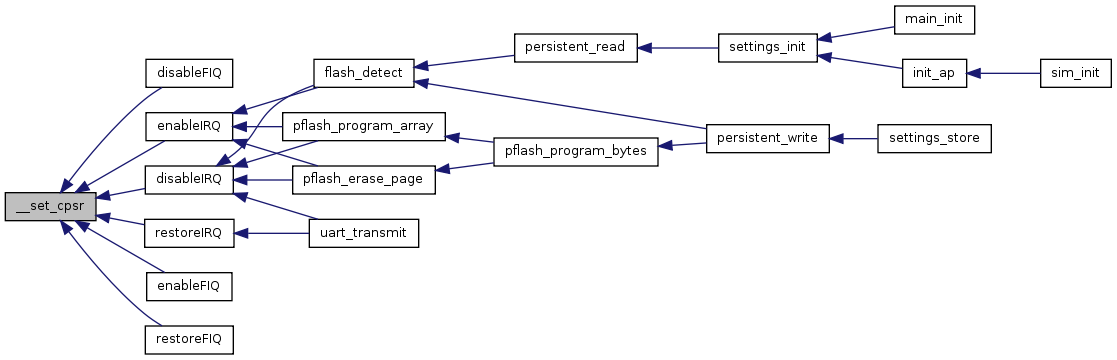 main_init
persistent_read
settings_init
disableFIQ
flash_detect
init_ap
sim_init
enableIRQ
pflash_program_array
persistent_write
settings_store
pflash_program_bytes
disableIRQ
pflash_erase_page
__set_cpsr
restoreIRQ
uart_transmit
enableFIQ
restoreFIQ